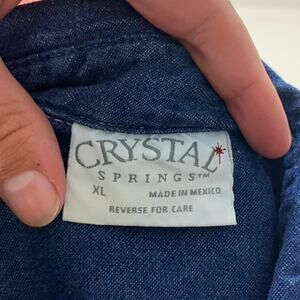 CRYSTAL
SPRINGS™
XL MADE IN MEXICO
REVERSE FOR CARE